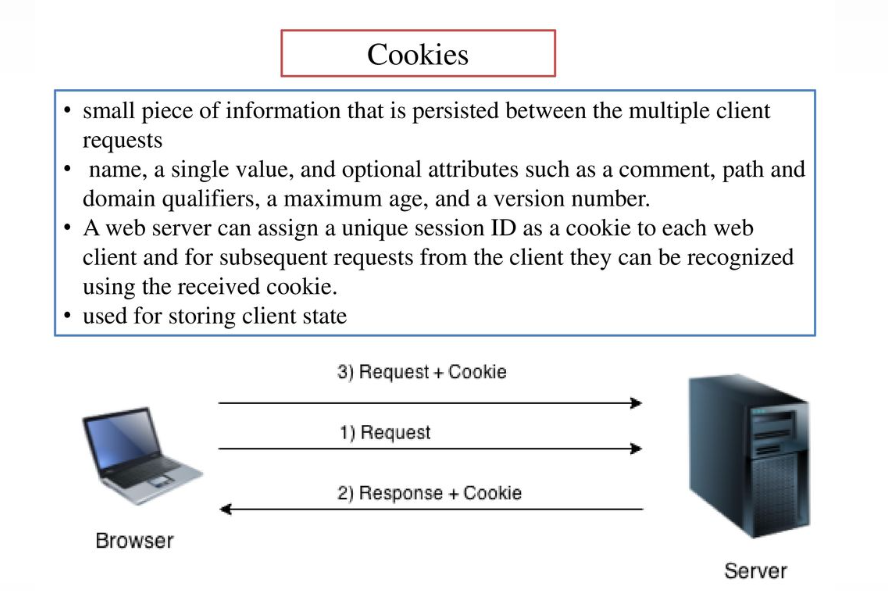 Cookies
• small piece of information that is persisted between the multiple client
requests
• name, a single value, and optional attributes such as a comment, path and
domain qualifiers, a maximum age, and a version number.
• A web server can assign a unique session ID as a cookie to each web
client and for subsequent requests from the client they can be recognized
using the received cookie.
• used for storing client state
3) Request + Cookie
1) Request
2) Response + Cookie
Browser
Server